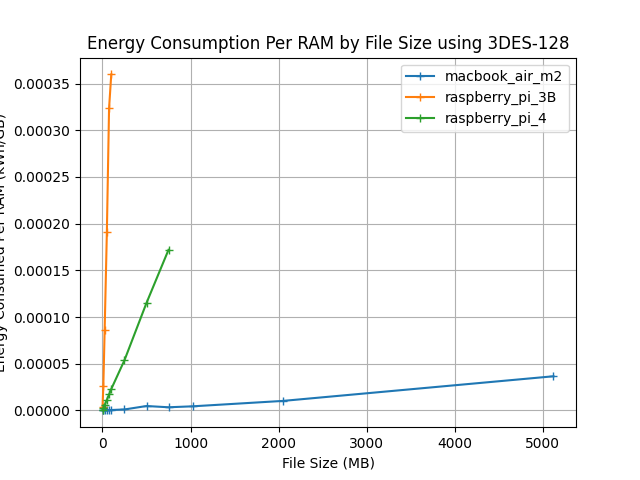 Energy Consumption Per RAM by File Size using 3DES-128
macbook_air_m2
raspberry_pi_3B
raspberry_pi_4
0.00035
0.00030
0.00025
0.00020
0.00015
0.00010
0.00005
0.00000
Energy Consumed Per RAM (kWh/GB)
0 1000 2000 3000 4000 5000
File Size (MB)